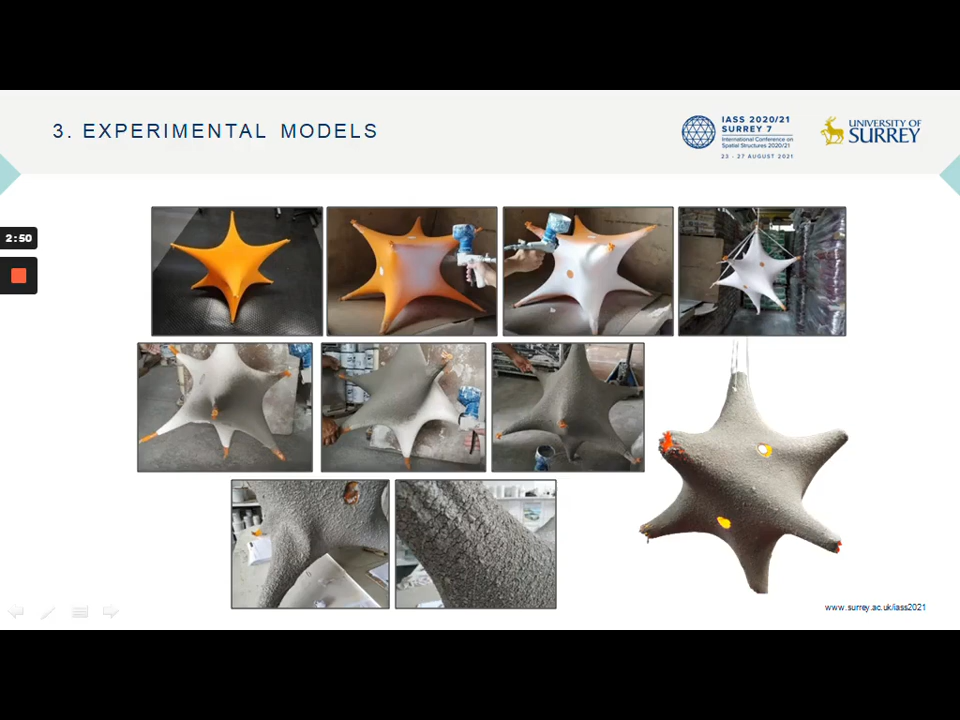 3. EXPERIMENTAL MODELS
IASS 2020/21
SURREY 7
International Conference on
Spatial Structures 2020/21
23 - 27 AUGUST 2021
UNIVERSITY OF
SURREY
2:50
www.surrey.ac.uk/iass2021